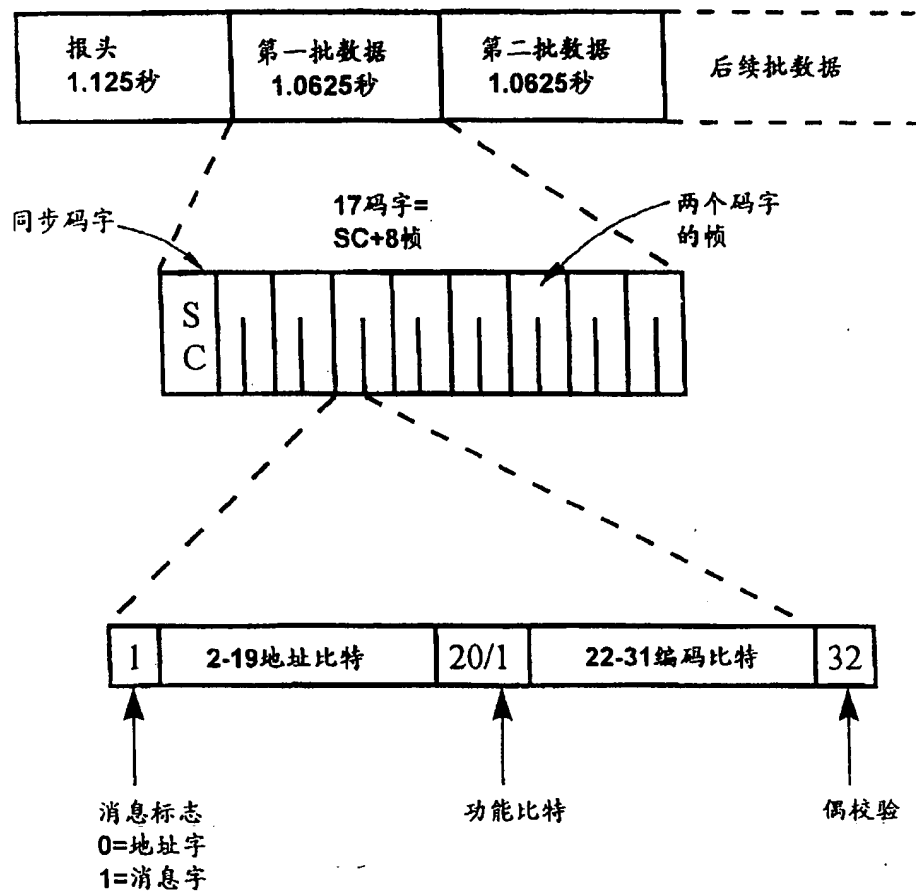 报头
1.125秒
第一批数据
1.0625秒
第二批数据
1.0625秒
后续批数据
同步码字
17码字=
SC+8帧
两个码字
的帧
S
C
1
2-19地址比特
20/1
22-31编码比特
32
消息标志
0=地址字
1=消息字
功能比特
偶校验